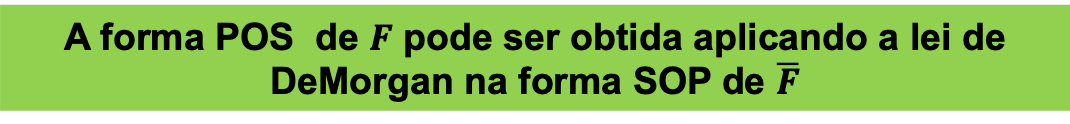 A forma POS de F pode ser obtida aplicando a lei de
DeMorgan na forma SOP de F̅